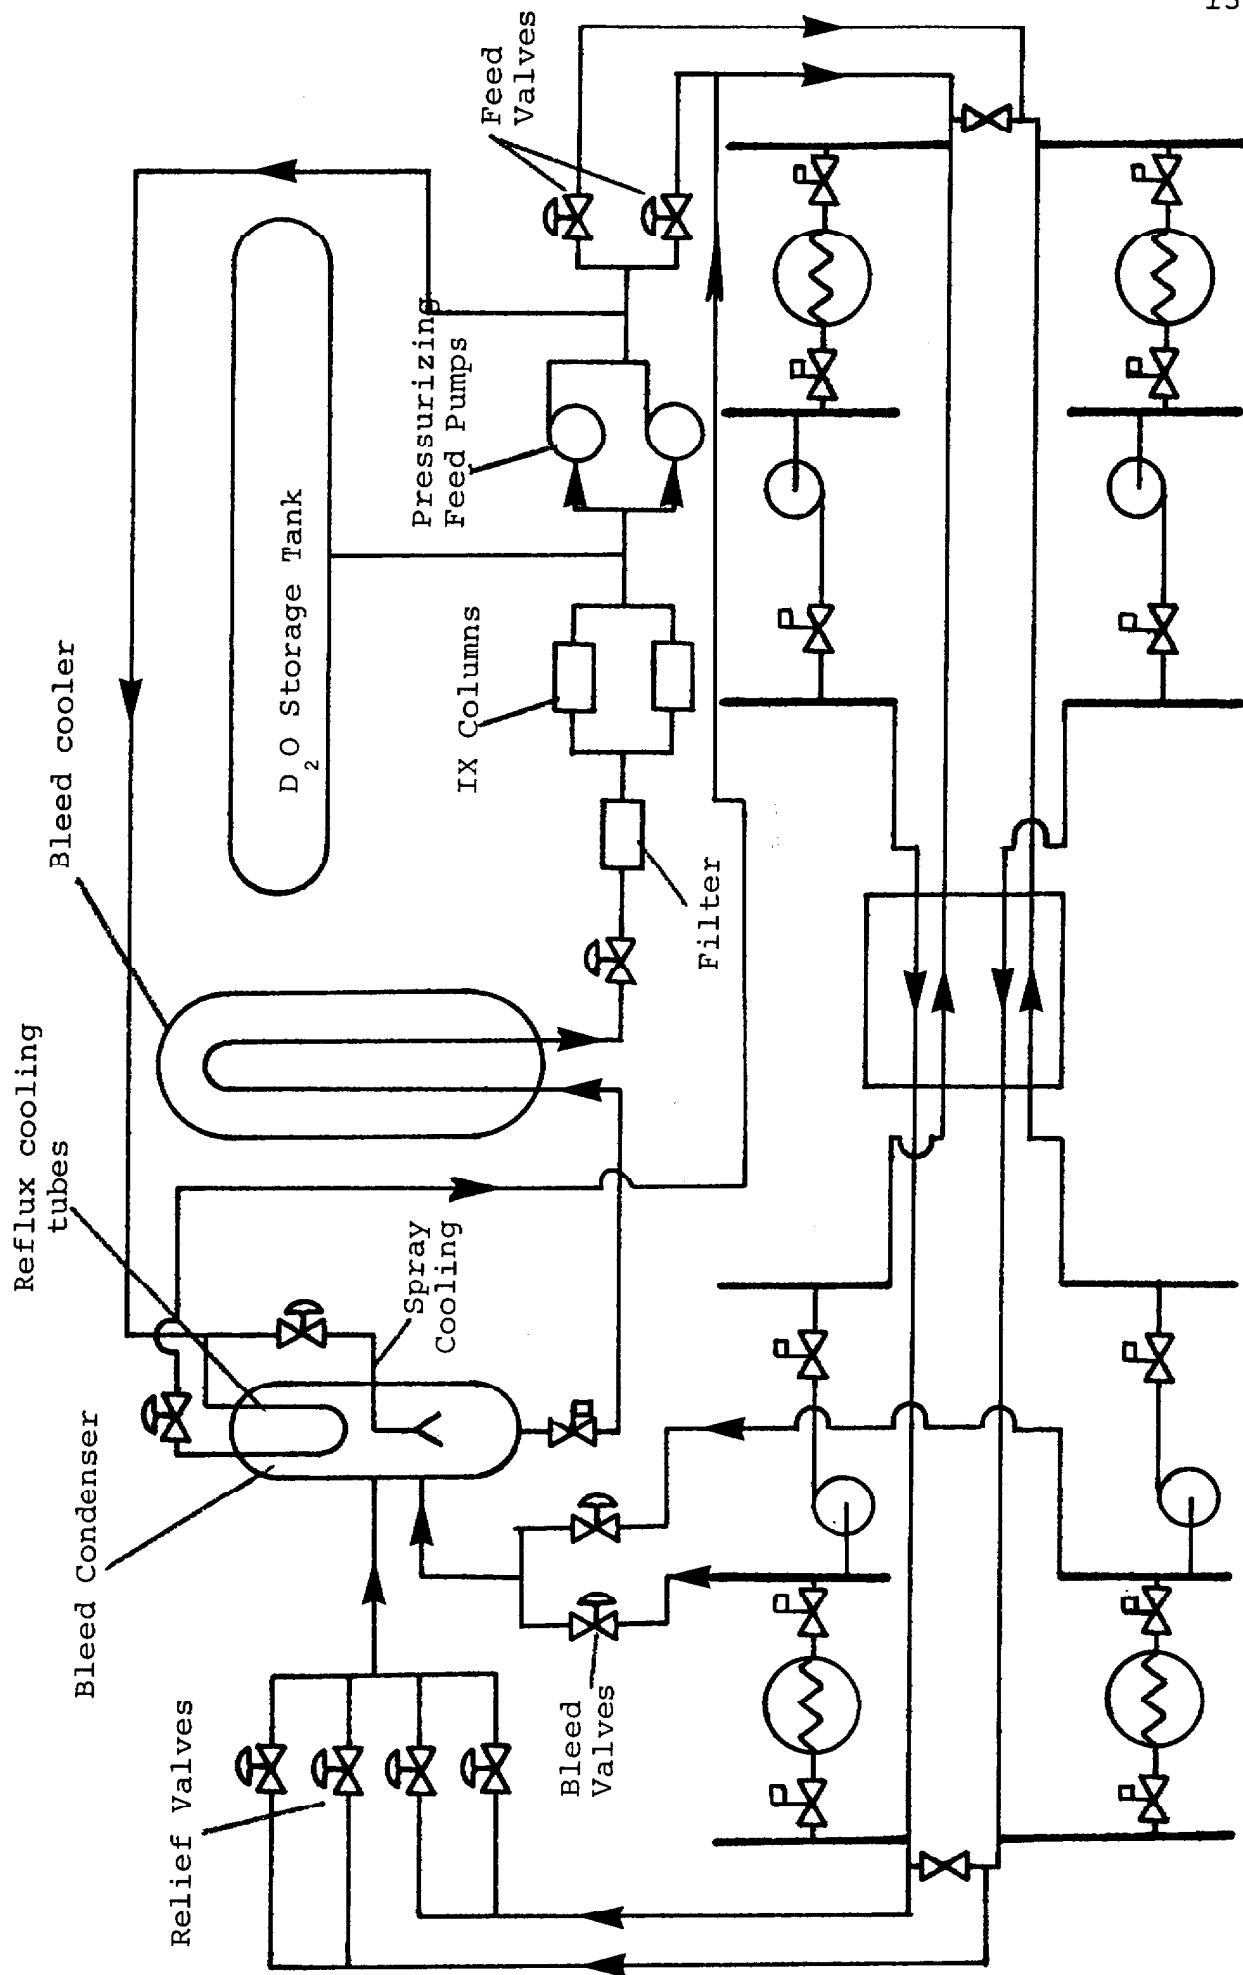 Feed
Valves
Pressurizing
Feed Pumps
D2O Storage Tank
Bleed cooler
IX Columns
Filter
Reflux cooling
tubes
Spray
Cooling
Bleed Condenser
Bleed
Valves
Relief Valves